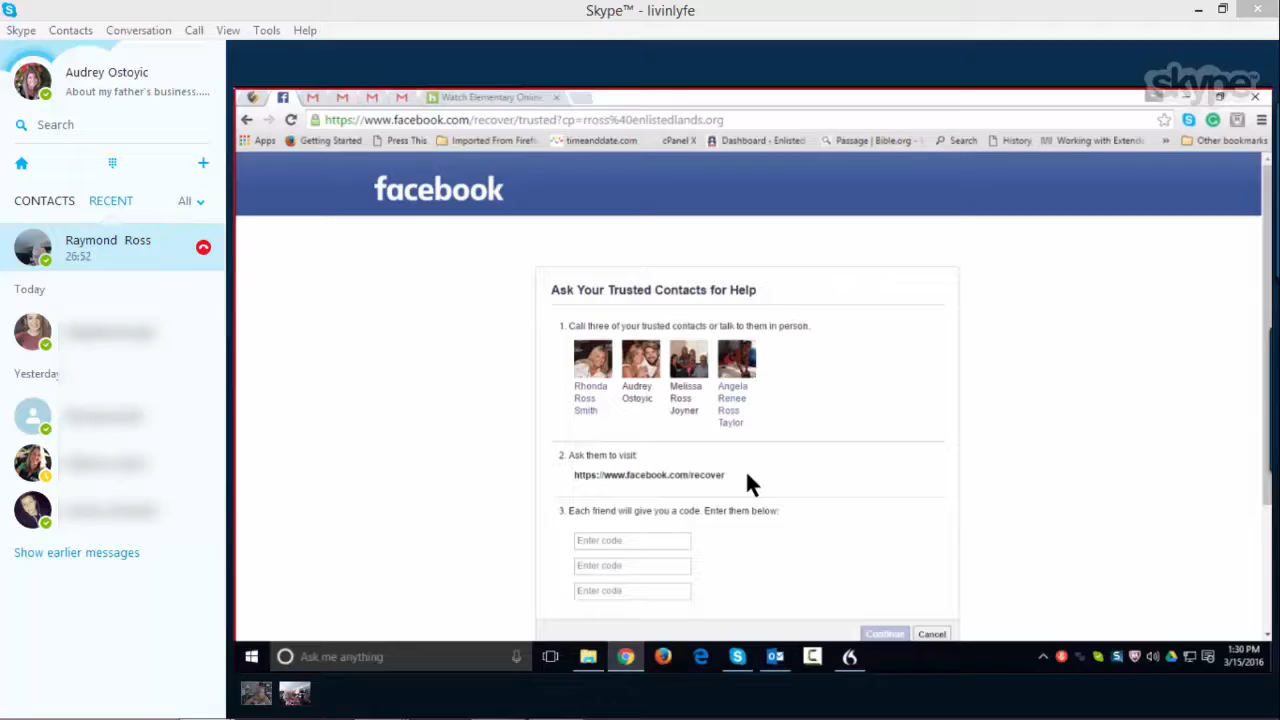 Skype™ - livinlyfe
Skype Contacts Conversation Call View Tools Help
Audrey Ostoyic
About my father's business.....
Search
CONTACTS RECENT All
Raymond Ross
26:52
Today
Yesterday
Show earlier messages
skype
Watch Elementary Online
https://www.facebook.com/recover/trusted?cp=rross%40enlistedlands.org
Apps Getting Started Press This Imported From Firef timeanddate.com cPanel X Dashboard - Enlisted Passage | Bible.org - Search History Working with Extende » Other bookmarks
facebook
Ask Your Trusted Contacts for Help
1. Call three of your trusted contacts or talk to them in person.
Rhonda Ross Smith
Audrey Ostoyic
Melissa Ross Joyner
Angela Renee Ross Taylor
2. Ask them to visit:
https://www.facebook.com/recover
3. Each friend will give you a code. Enter them below:
Enter code
Enter code
Enter code
Continue Cancel
Ask me anything
1:30 PM
3/15/2016